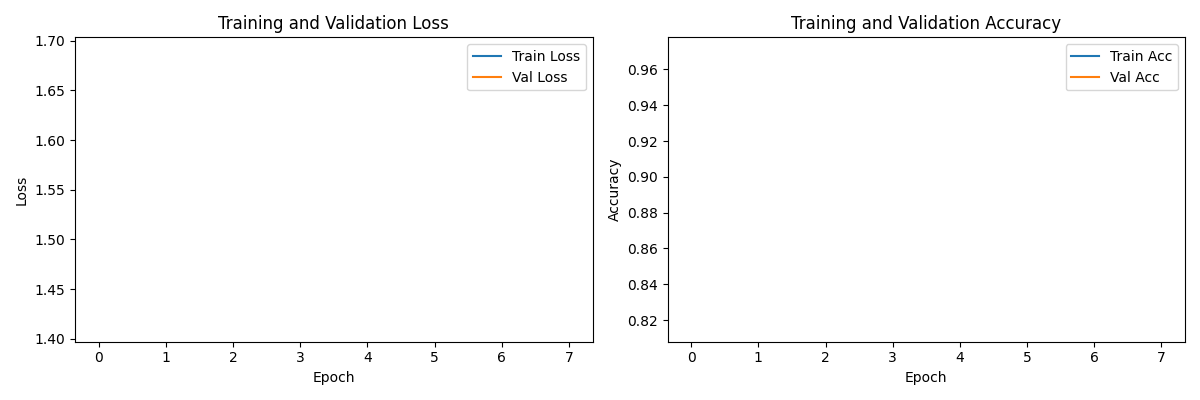 Training and Validation Loss
1.70
1.65
1.60
1.55
1.50
1.45
1.40
Loss
Train Loss
Val Loss
0 1 2 3 4 5 6 7
Epoch
Training and Validation Accuracy
0.96
0.94
0.92
0.90
0.88
0.86
0.84
0.82
Accuracy
Train Acc
Val Acc
0 1 2 3 4 5 6 7
Epoch